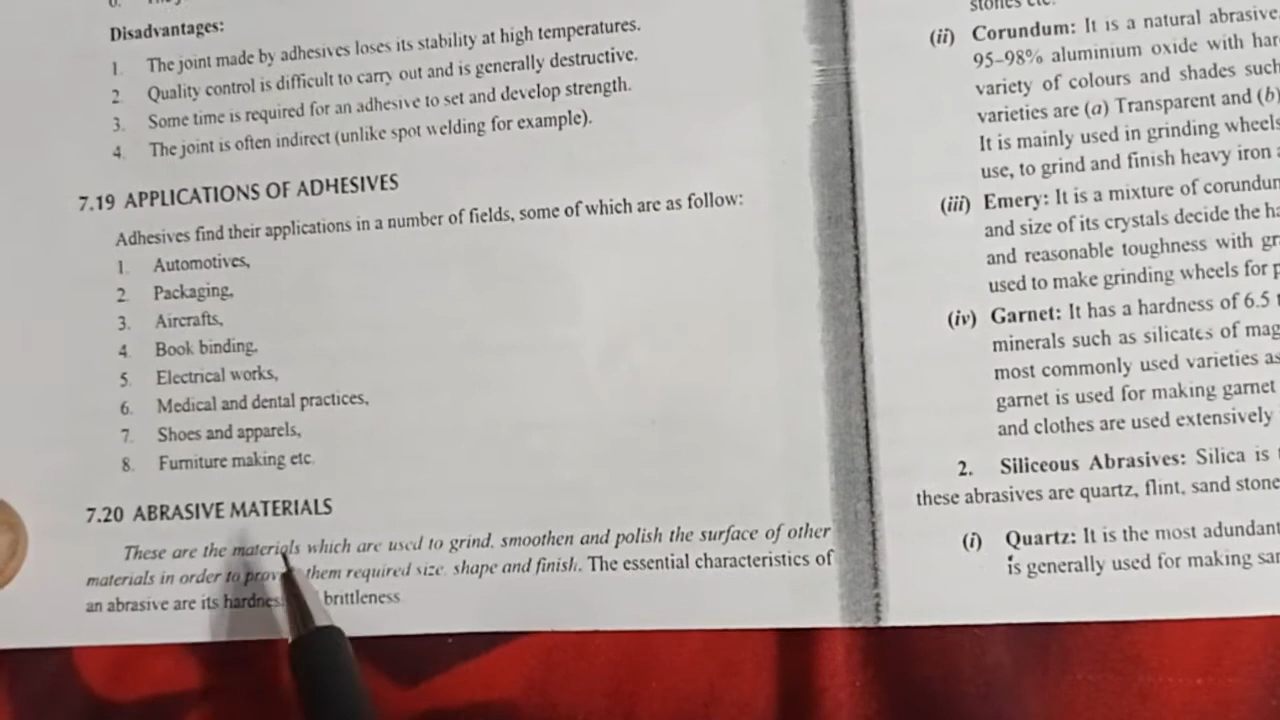 Disadvantages:
1. The joint made by adhesives loses its stability at high temperatures.
2. Quality control is difficult to carry out and is generally destructive.
3. Some time is required for an adhesive to set and develop strength.
4. The joint is often indirect (unlike spot welding for example).
7.19 APPLICATIONS OF ADHESIVES
Adhesives find their applications in a number of fields, some of which are as follow:
1. Automotives,
2. Packaging,
3. Aircrafts,
4. Book binding,
5. Electrical works,
6. Medical and dental practices,
7. Shoes and apparels,
8. Furniture making etc.
7.20 ABRASIVE MATERIALS
These are the materials which are used to grind, smoothen and polish the surface of other
materials in order to them required size, shape and finish. The essential characteristics of
an abrasive are its brittleness
stones etc.
(ii) Corundum: It is a natural abrasive
95–98% aluminium oxide with
variety of colours and shades such
varieties are (a) Transparent and (b)
It is mainly used in grinding wheels
use, to grind and finish heavy iron
(iii) Emery: It is a mixture of
and size of its crystals decide the
and reasonable toughness with
used to make grinding wheels for
(iv) Garnet: It has a hardness of 6.5
minerals such as silicates of
most commonly used varieties
garnet is used for making garnet
and clothes are used extensively
2. Siliceous Abrasives: Silica is
these abrasives are quartz, flint, sand stone
(i) Quartz: It is the most adundant
is generally used for making